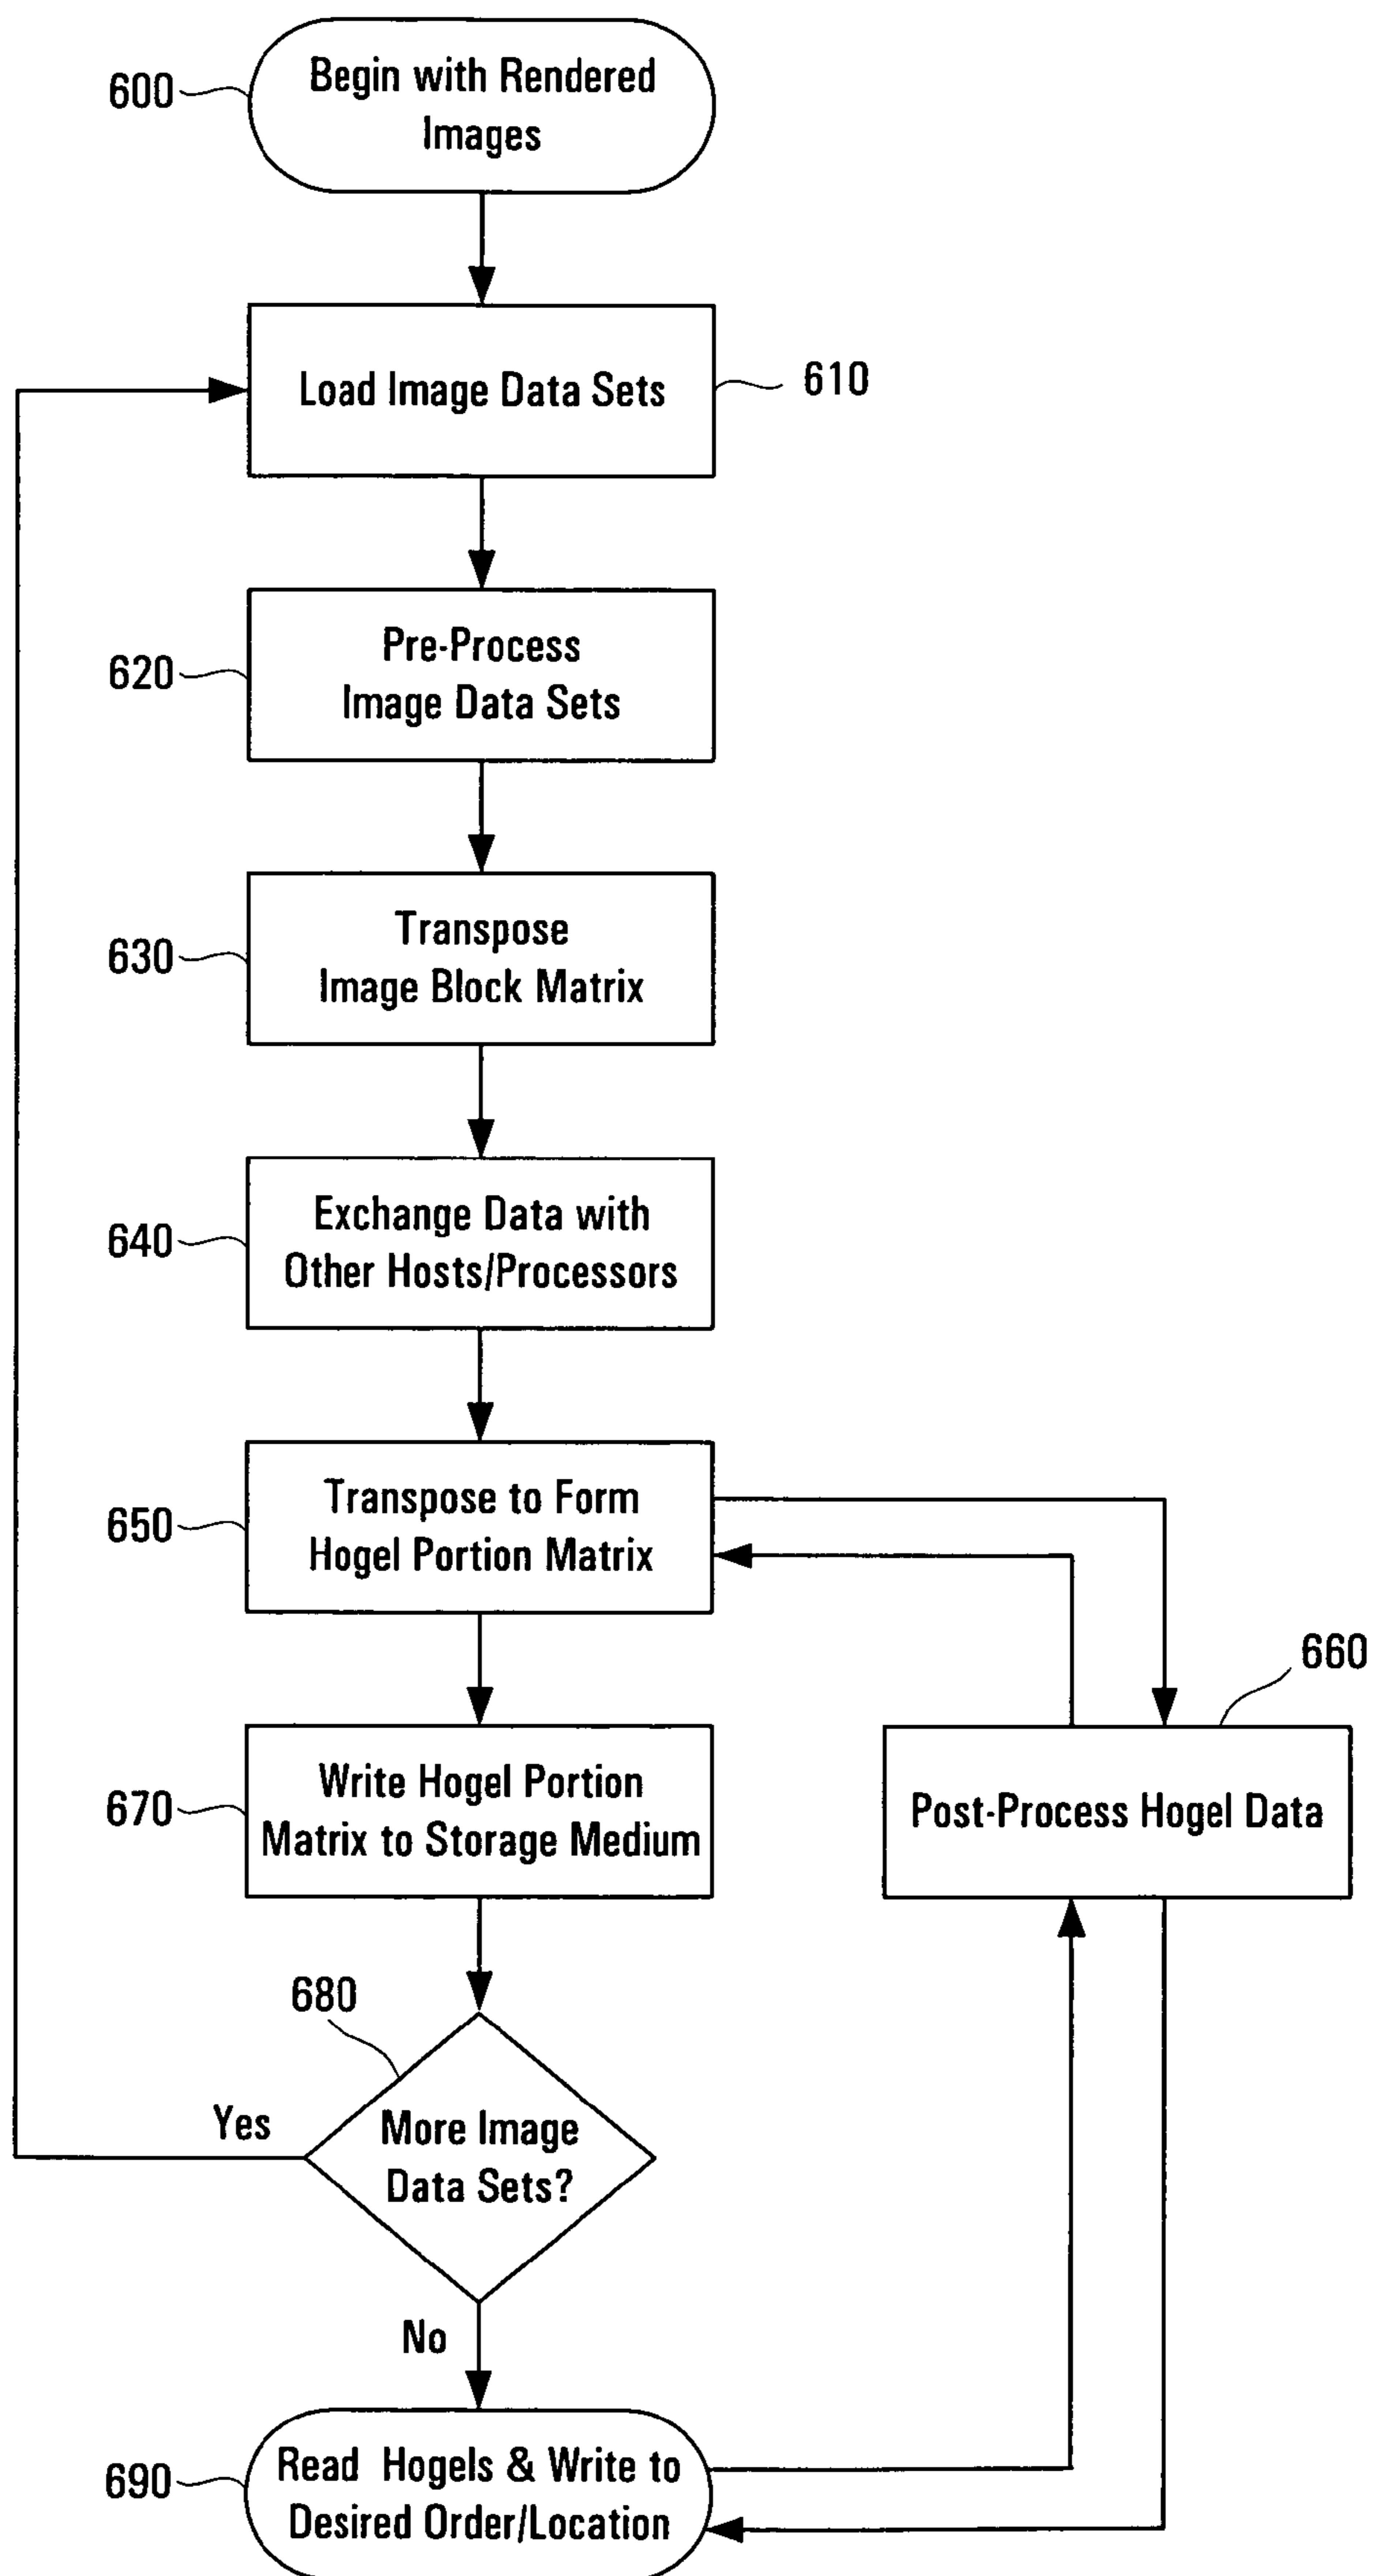 600
Begin with Rendered
Images
Load Image Data Sets
610
620
Pre-Process
Image Data Sets
630
Transpose
Image Block Matrix
640
Exchange Data with
Other Hosts/Processors
650
Transpose to Form
Hogel Portion Matrix
660
670
Write Hogel Portion
Matrix to Storage Medium
Post-Process Hogel Data
680
Yes
More Image
Data Sets?
No
690
Read Hogels & Write to
Desired Order/Location